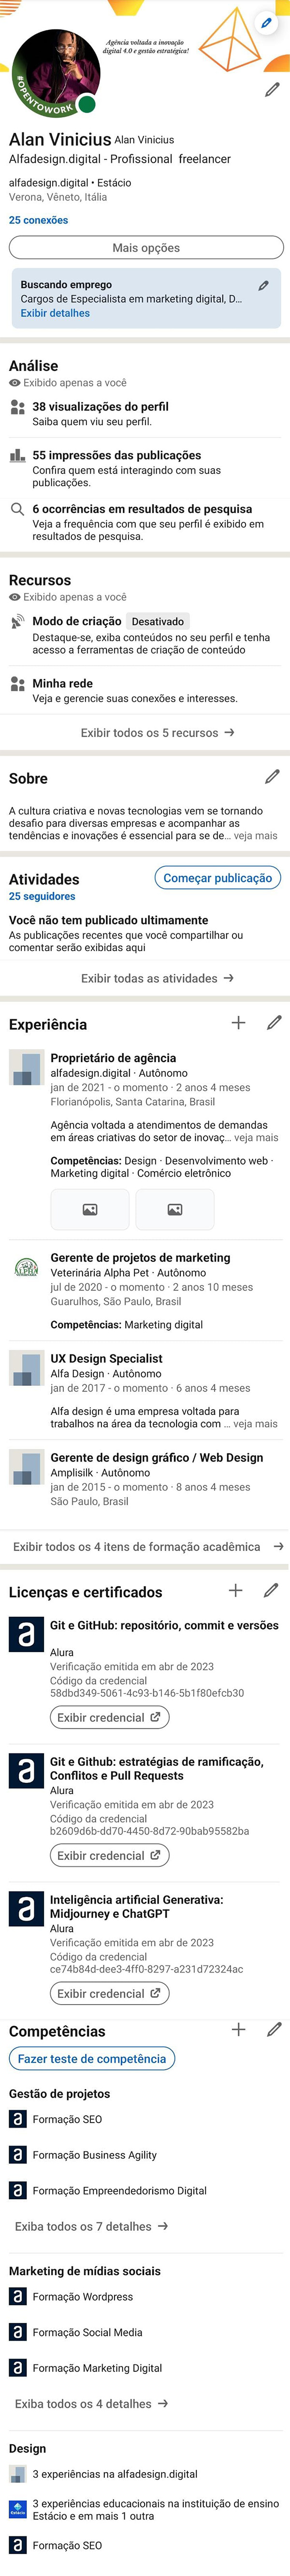 Agência voltada a inovação
digital 4.0 e gestão estratégica!
#OPENTOWORK
Alan Vinicius Alan Vinicius
Alfadesign.digital - Profissional freelancer
alfadesign.digital • Estácio
Verona, Vêneto, Itália
25 conexões
Mais opções
Buscando emprego
Cargos de Especialista em marketing digital, D...
Exibir detalhes
Análise
Exibido apenas a você
38 visualizações do perfil
Saiba quem viu seu perfil.
55 impressões das publicações
Confira quem está interagindo com suas
publicações.
6 ocorrências em resultados de pesquisa
Veja a frequência com que seu perfil é exibido em
resultados de pesquisa.
Recursos
Exibido apenas a você
Modo de criação Desativado
Destaque-se, exiba conteúdos no seu perfil e tenha
acesso a ferramentas de criação de conteúdo
Minha rede
Veja e gerencie suas conexões e interesses.
Exibir todos os 5 recursos →
Sobre
A cultura criativa e novas tecnologias vem se tornando
desafio para diversas empresas e acompanhar as
tendências e inovações é essencial para se de... veja mais
Atividades
Começar publicação
25 seguidores
Você não tem publicado ultimamente
As publicações recentes que você compartilhar ou
comentar serão exibidas aqui
Exibir todas as atividades →
Experiência
Proprietário de agência
alfadesign.digital · Autônomo
jan de 2021 - o momento · 2 anos 4 meses
Florianópolis, Santa Catarina, Brasil
Agência voltada a atendimentos de demandas
em áreas criativas do setor de inovaç... veja mais
Competências: Design · Desenvolvimento web ·
Marketing digital · Comércio eletrônico
ALPHA
Gerente de projetos de marketing
Veterinária Alpha Pet · Autônomo
jul de 2020 - o momento · 2 anos 10 meses
Guarulhos, São Paulo, Brasil
Competências: Marketing digital
UX Design Specialist
Alfa Design · Autônomo
jan de 2017 - o momento · 6 anos 4 meses
Alfa design é uma empresa voltada para
trabalhos na área da tecnologia com ... veja mais
Gerente de design gráfico / Web Design
Amplisilk · Autônomo
jan de 2015 - o momento · 8 anos 4 meses
São Paulo, Brasil
Exibir todos os 4 itens de formação acadêmica →
Licenças e certificados
a
Git e GitHub: repositório, commit e versões
Alura
Verificação emitida em abr de 2023
Código da credencial
58dbd349-5061-4c93-b146-5b1f80efcb30
Exibir credencial
a
Git e Github: estratégias de ramificação,
Conflitos e Pull Requests
Alura
Verificação emitida em abr de 2023
Código da credencial
b2609d6b-dd70-4450-8d72-90bab95582ba
Exibir credencial
a
Inteligência artificial Generativa:
Midjourney e ChatGPT
Alura
Verificação emitida em abr de 2023
Código da credencial
ce74b84d-dee3-4ff0-8297-a231d72324ac
Exibir credencial
Competências
Fazer teste de competência
Gestão de projetos
a Formação SEO
a Formação Business Agility
a Formação Empreendedorismo Digital
Exiba todos os 7 detalhes →
Marketing de mídias sociais
a Formação Wordpress
a Formação Social Media
a Formação Marketing Digital
Exiba todos os 4 detalhes →
Design
3 experiências na alfadesign.digital
Estácio
3 experiências educacionais na instituição de ensino
Estácio e em mais 1 outra
a Formação SEO